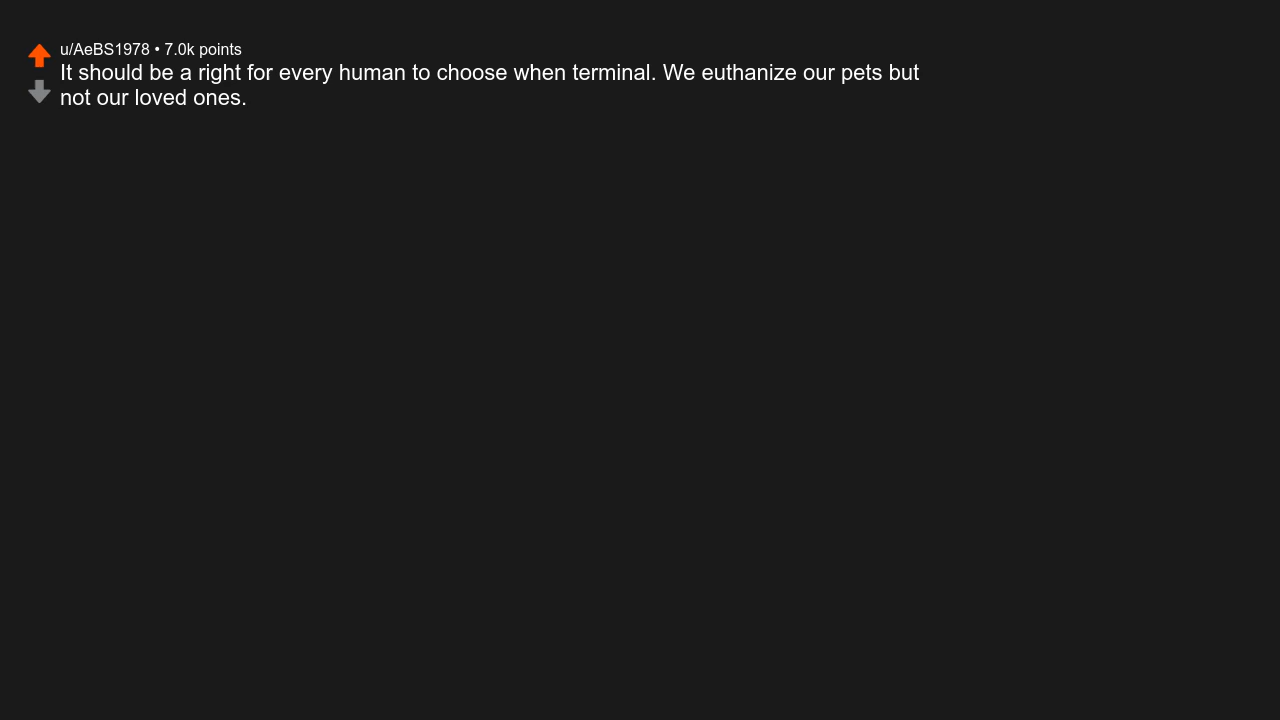 u/AeBS1978 • 7.0k points
It should be a right for every human to choose when terminal. We euthanize our pets but
not our loved ones.